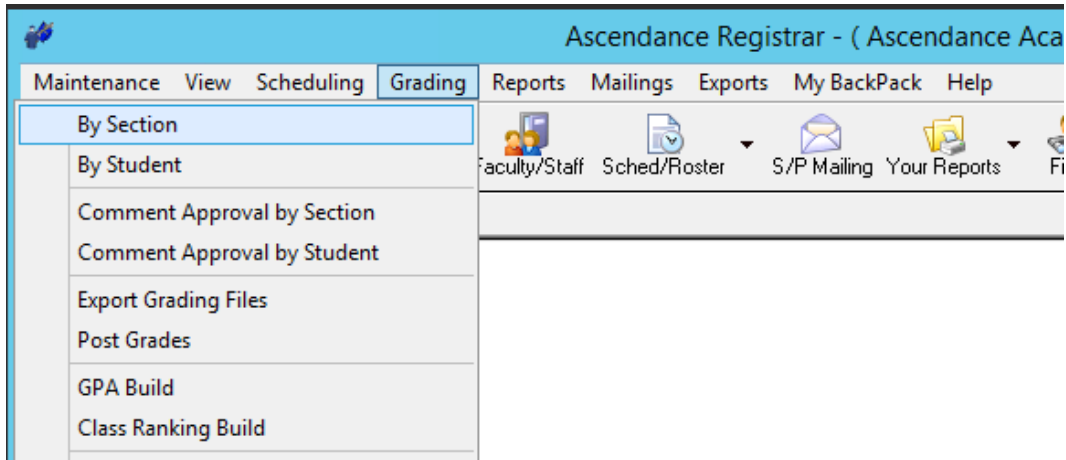 Ascendance Registrar - ( Ascendance Aca
Maintenance View Scheduling Grading Reports Mailings Exports My BackPack Help
By Section
Faculty/Staff Sched/Roster S/P Mailing Your Reports Fi
By Student
Comment Approval by Section
Comment Approval by Student
Export Grading Files
Post Grades
GPA Build
Class Ranking Build